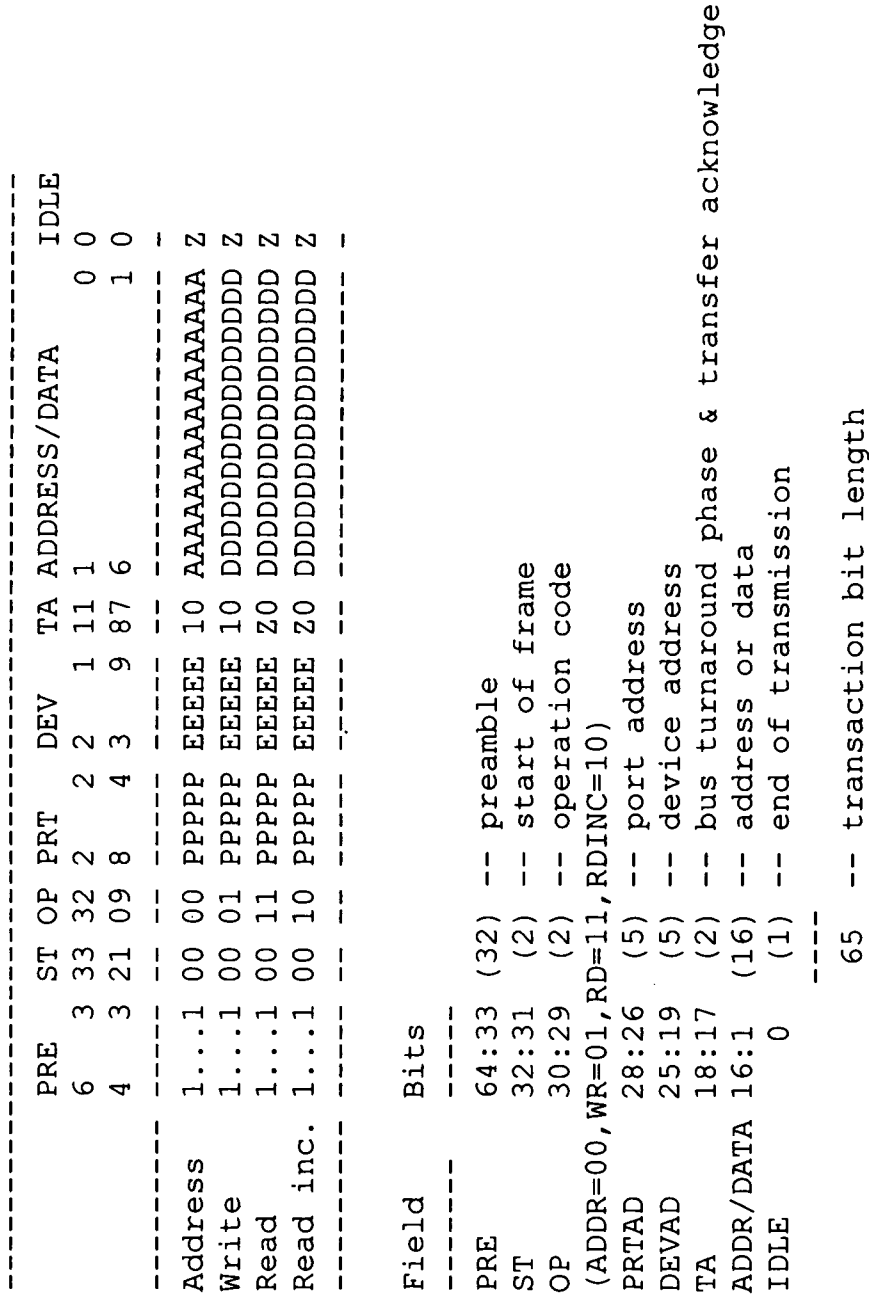 ----------------------------------------------------------------
            PRE     ST OP PRT   DEV   TA ADDRESS/DATA     IDLE
            6     3 33 32 2   2 2   1 11 1              0 0
            4     3 21 09 8   4 3   9 87 6              1 0
---------   ------- -- -- ----- ----- -- ---------------- -
Address     1...1   00 00 PPPPP EEEEE 10 AAAAAAAAAAAAAAAA Z
Write       1...1   00 01 PPPPP EEEEE 10 DDDDDDDDDDDDDDDD Z
Read        1...1   00 11 PPPPP EEEEE Z0 DDDDDDDDDDDDDDDD Z
Read inc.   1...1   00 10 PPPPP EEEEE Z0 DDDDDDDDDDDDDDDD Z
---------   ------- -- -- ----- ----- -- ---------------- -
Field      Bits
-------    -----
PRE        64:33 (32) -- preamble
ST         32:31  (2) -- start of frame
OP         30:29  (2) -- operation code
(ADDR=00,WR=01,RD=11,RDINC=10)
PRTAD      28:26  (5) -- port address
DEVAD      25:19  (5) -- device address
TA         18:17  (2) -- bus turnaround phase & transfer acknowledge
ADDR/DATA 16:1  (16) -- address or data
IDLE          0   (1) -- end of transmission
----
65  -- transaction bit length